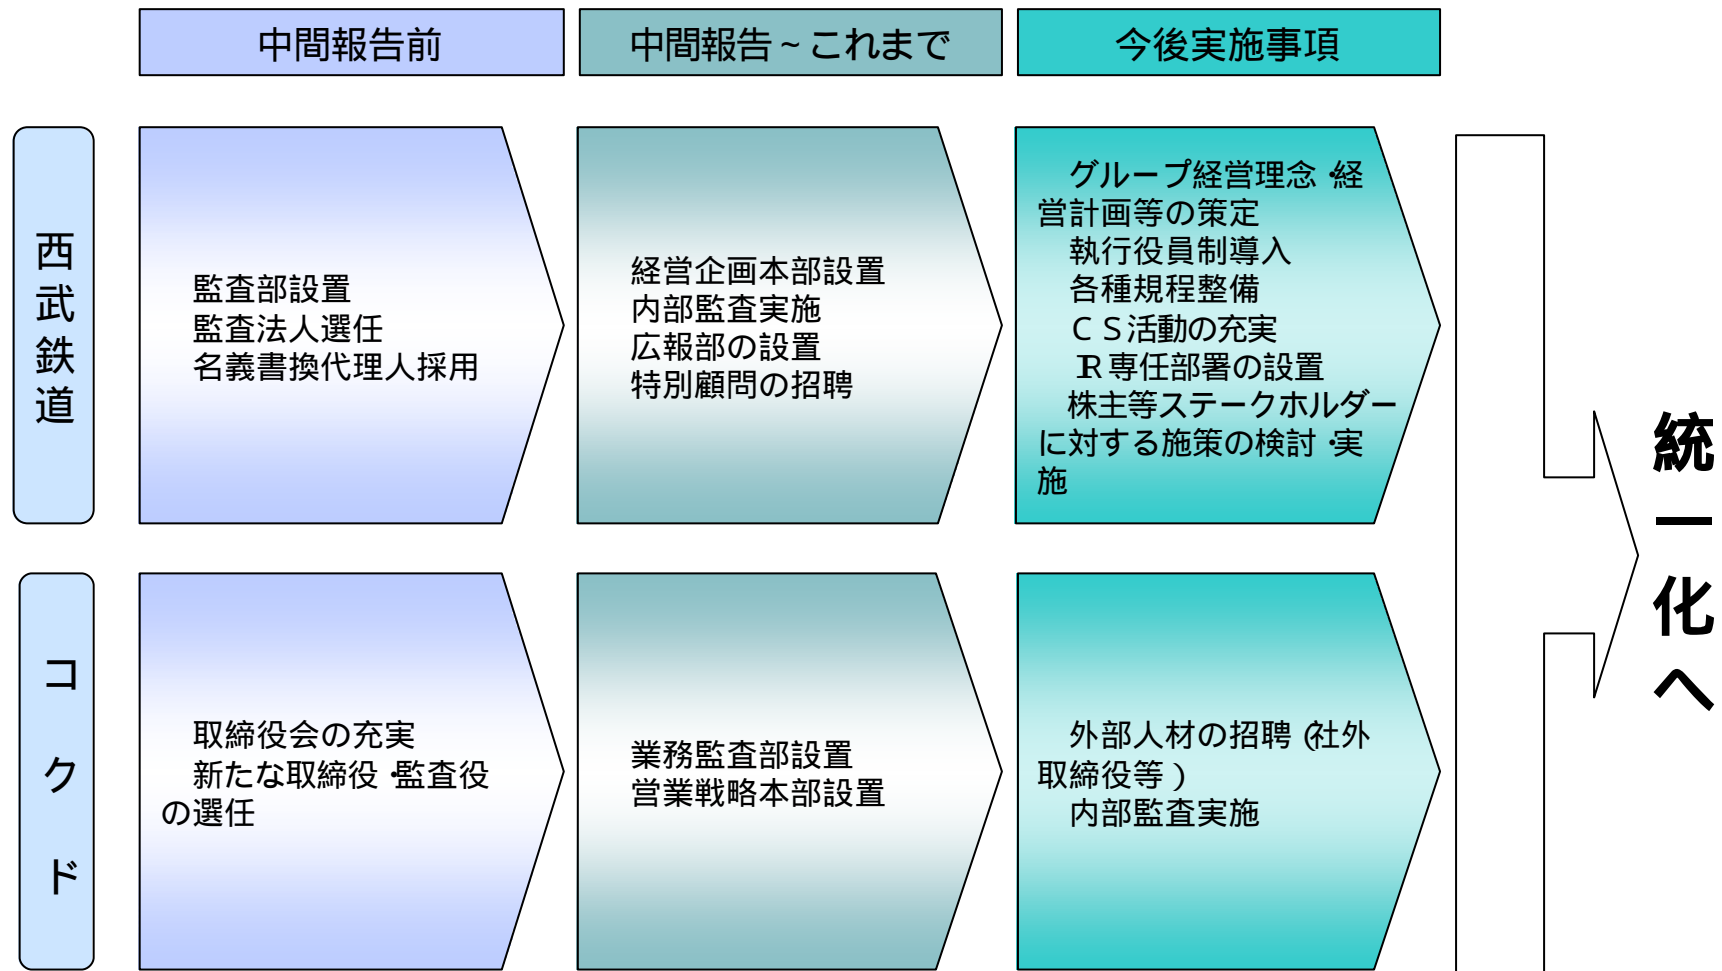 中間報告前
中間報告～これまで
今後実施事項
西武鉄道
監査部設置
監査法人選任
名義書換代理人採用
経営企画本部設置
内部監査実施
広報部の設置
特別顧問の招聘
グループ経営理念・経
営計画等の策定
執行役員制導入
各種規程整備
ＣＳ活動の充実
IR専任部署の設置
株主等ステークホルダー
に対する施策の検討・実
施
コクド
取締役会の充実
新たな取締役・監査役
の選任
業務監査部設置
営業戦略本部設置
外部人材の招聘（社外
取締役等）
内部監査実施
統一化へ